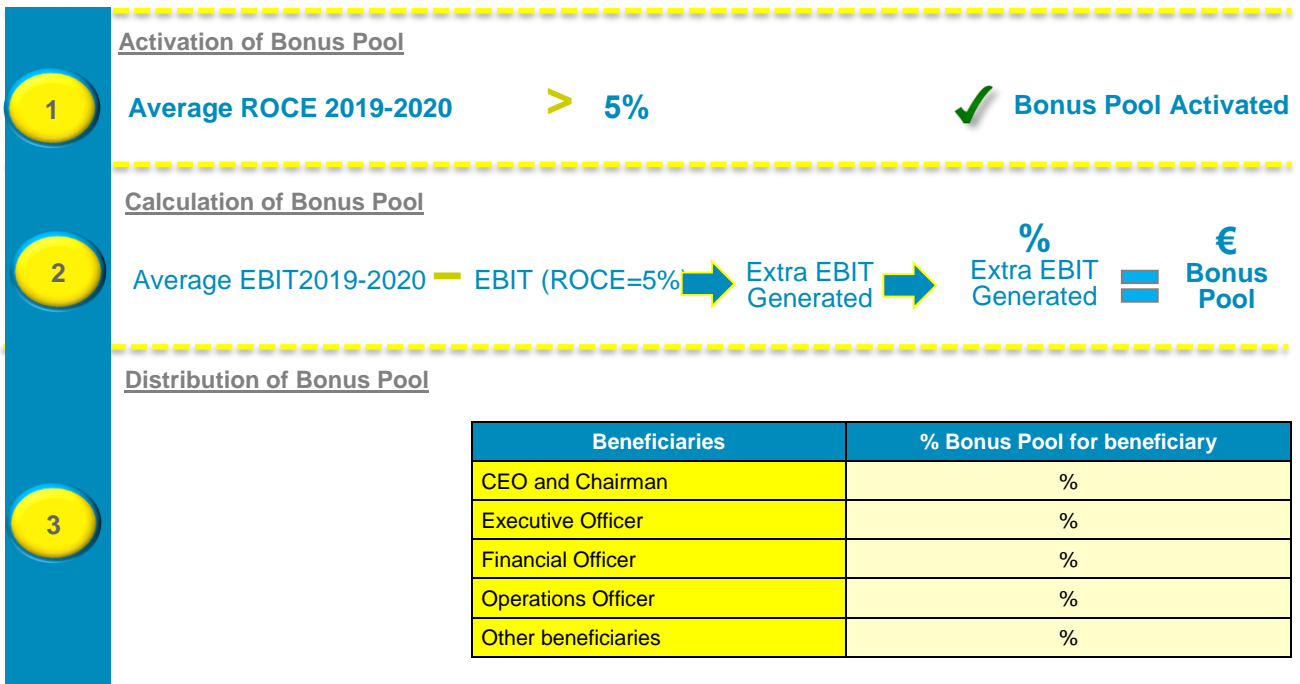 Activation of Bonus Pool
1
Average ROCE 2019-2020 > 5% Bonus Pool Activated
Calculation of Bonus Pool
2
Average EBIT2019-2020 − EBIT (ROCE=5%) Extra EBIT Generated % Extra EBIT Generated = € Bonus Pool
Distribution of Bonus Pool
3
Beneficiaries % Bonus Pool for beneficiary
CEO and Chairman %
Executive Officer %
Financial Officer %
Operations Officer %
Other beneficiaries %